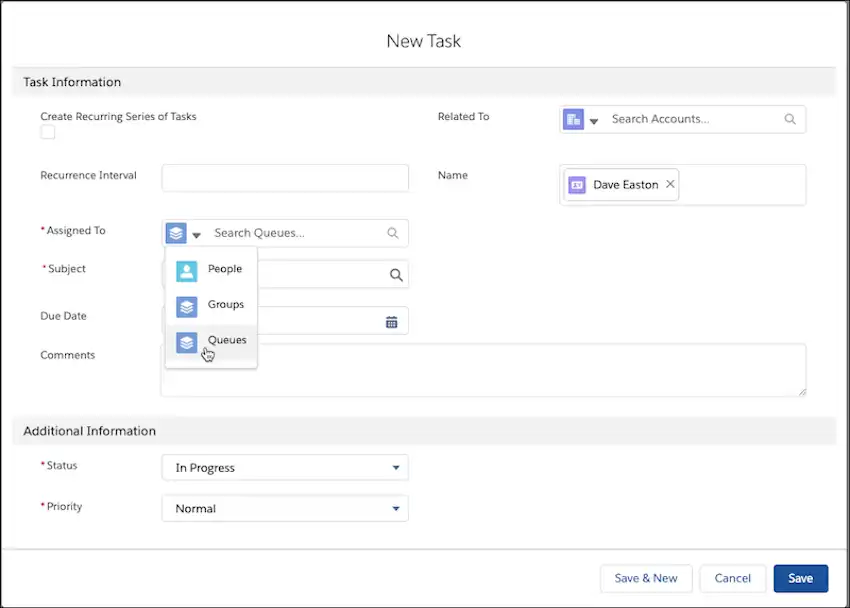 New Task
Task Information
Create Recurring Series of Tasks
Related To
Search Accounts...
Recurrence Interval
Name
Dave Easton
*Assigned To
Search Queues...
People
*Subject
Groups
Due Date
Queues
Comments
Additional Information
*Status
In Progress
*Priority
Normal
Save & New
Cancel
Save